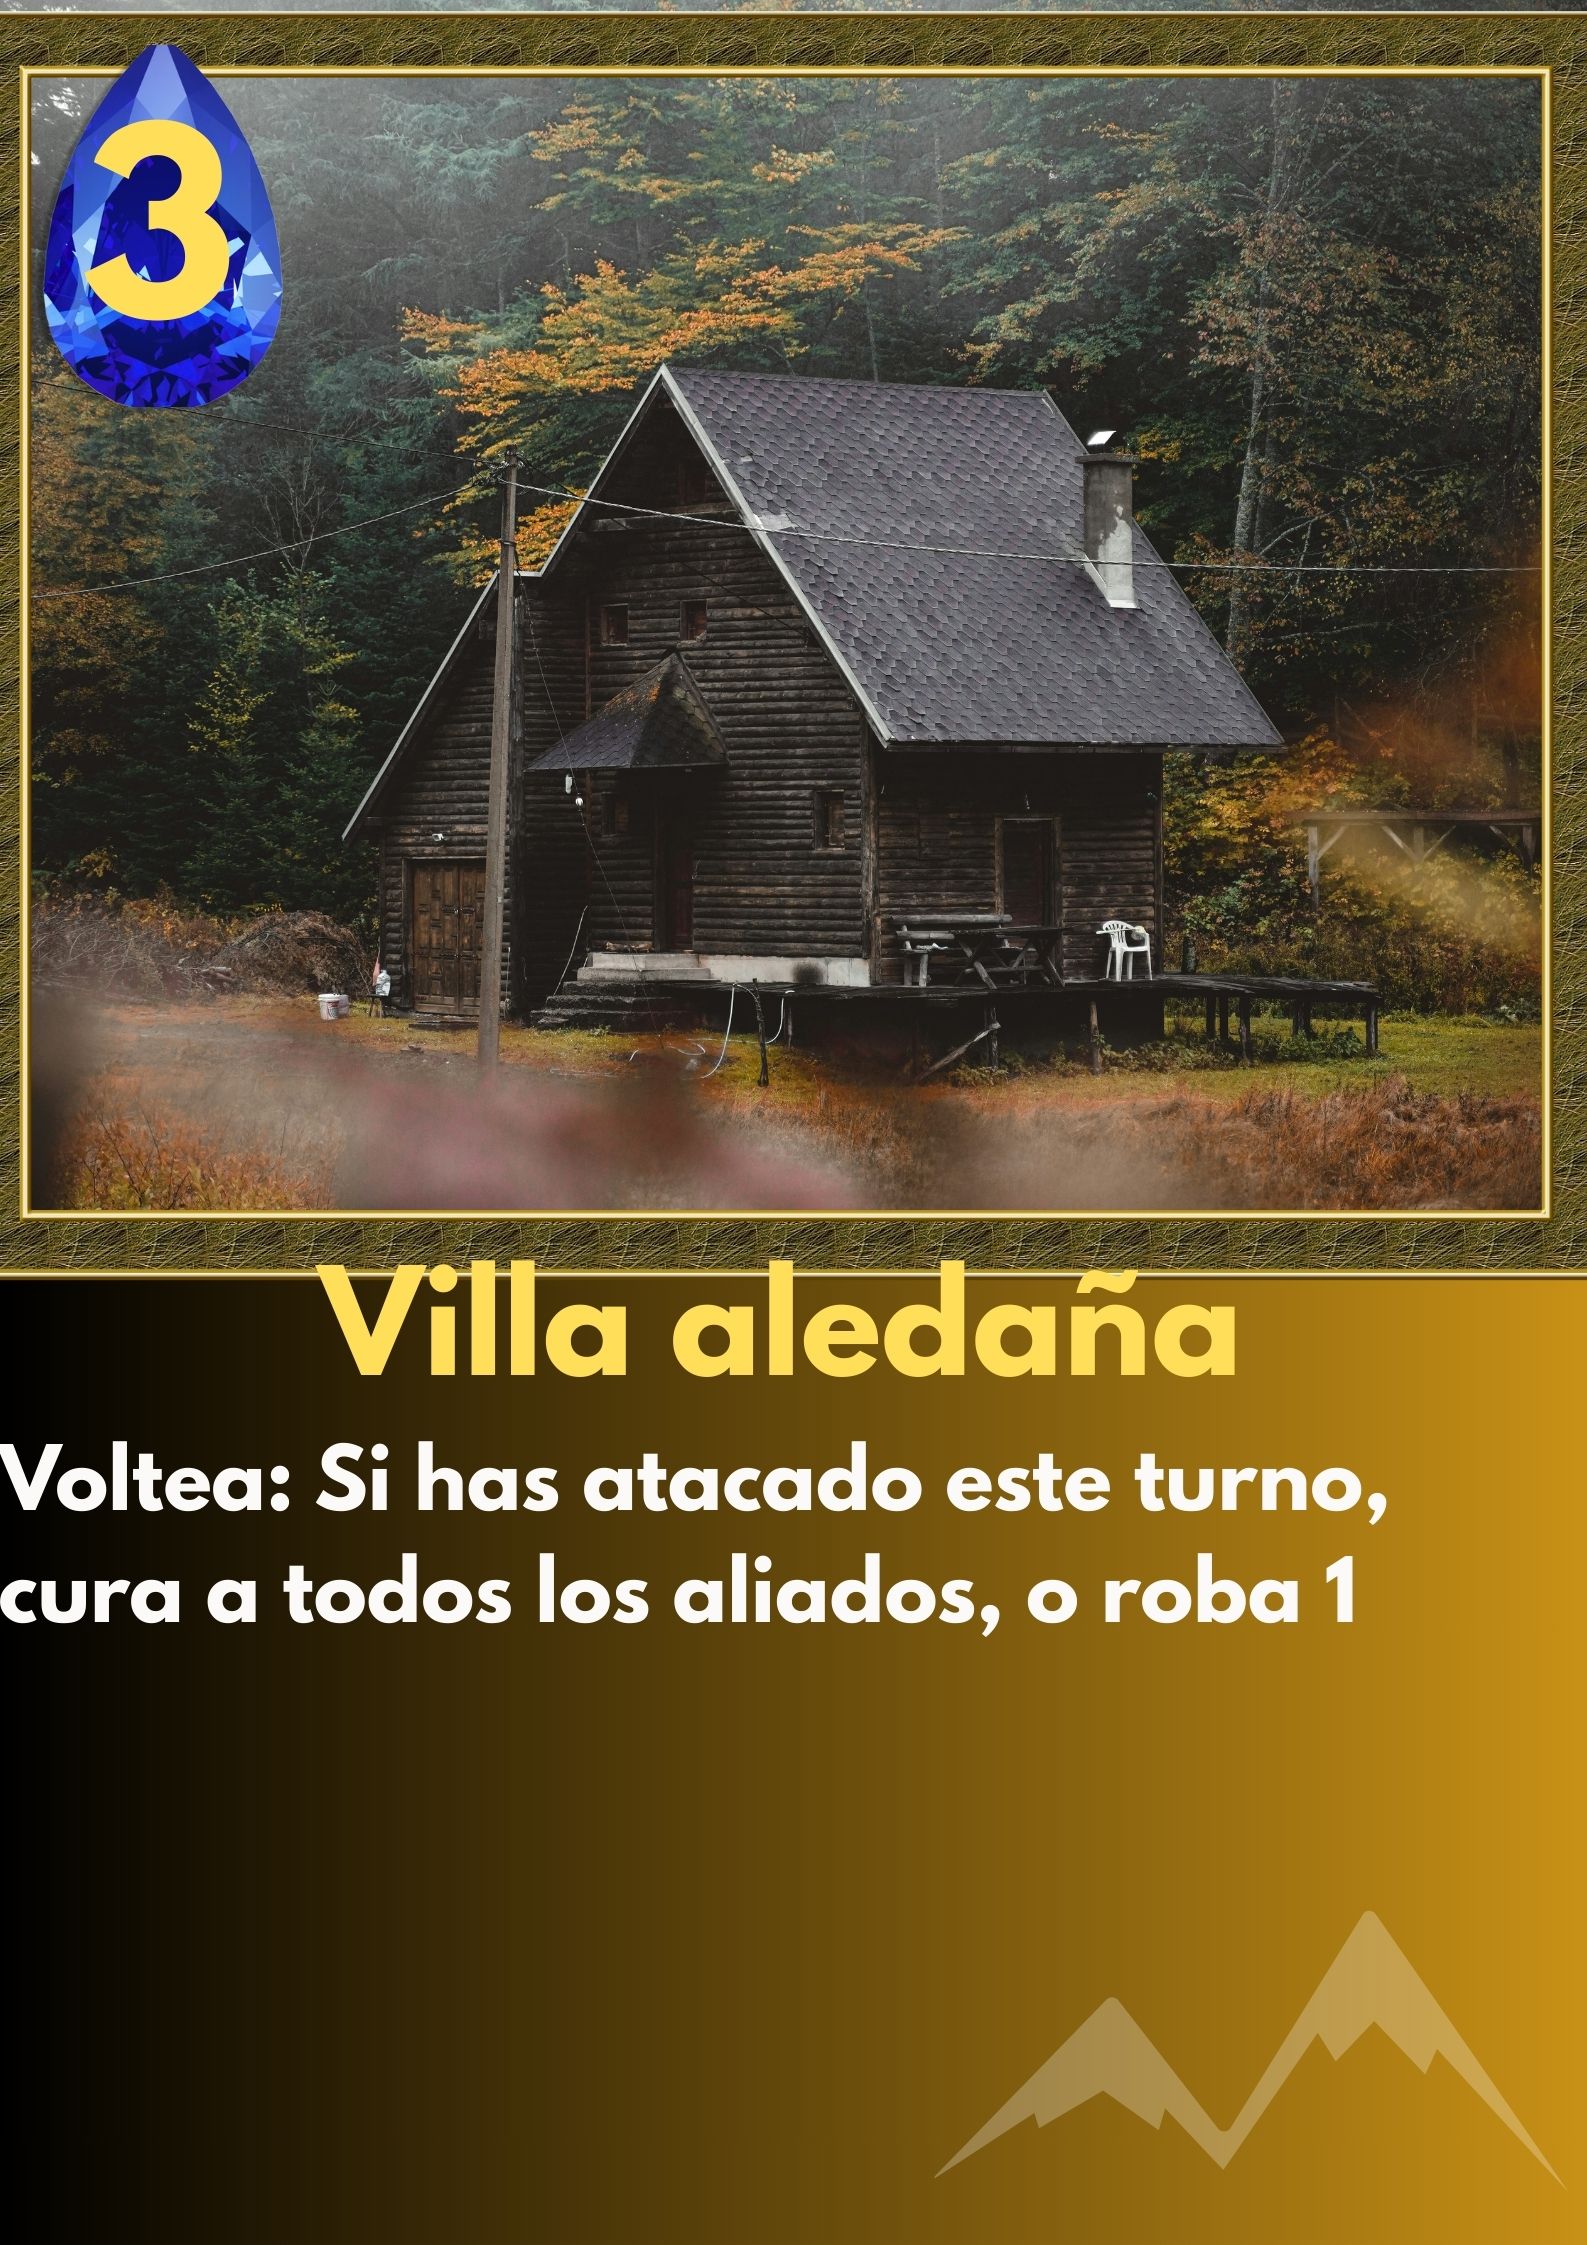 3
Villa aledaña
Voltea: Si has atacado este turno,
cura a todos los aliados, o roba 1